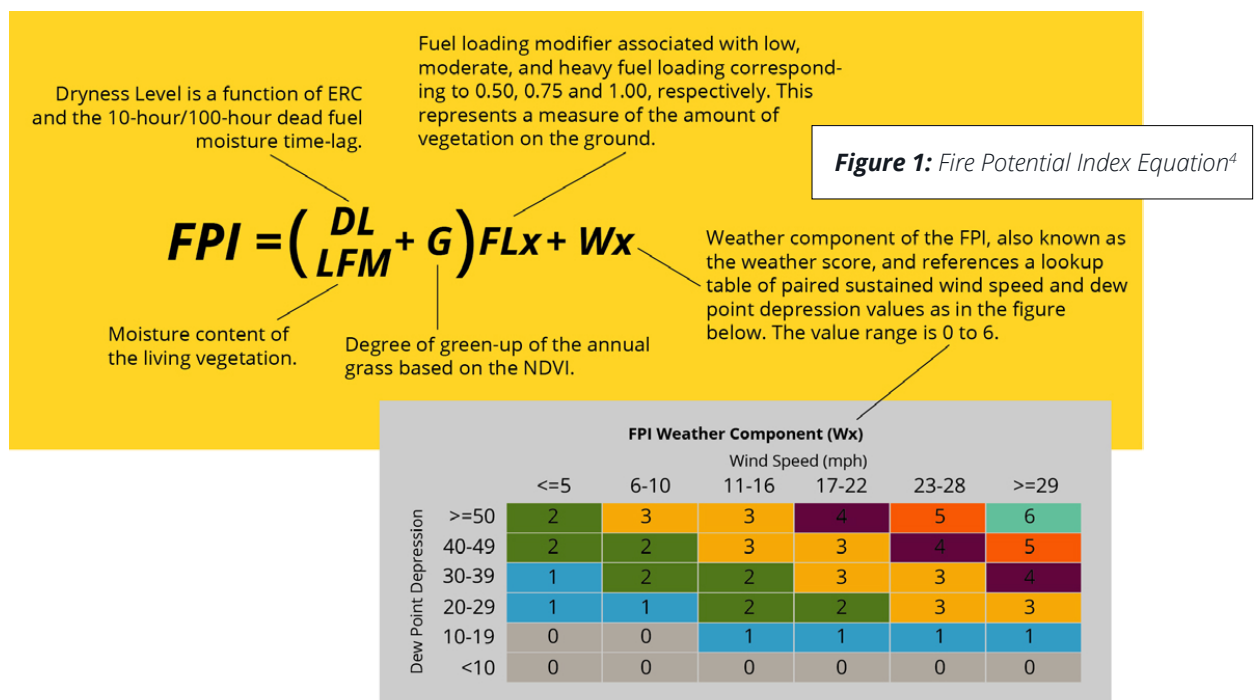 Fuel loading modifier associated with low,
moderate, and heavy fuel loading correspond-
ing to 0.50, 0.75 and 1.00, respectively. This
represents a measure of the amount of
vegetation on the ground.
Dryness Level is a function of ERC
and the 10-hour/100-hour dead fuel
moisture time-lag.
Figure 1: Fire Potential Index Equation4
FPI = ( DL
LFM + G ) FLx + Wx
Weather component of the FPI, also known as
the weather score, and references a lookup
table of paired sustained wind speed and dew
point depression values as in the figure
below. The value range is 0 to 6.
Moisture content of
the living vegetation.
Degree of green-up of the annual
grass based on the NDVI.
FPI Weather Component (Wx)
Wind Speed (mph)
<=5 6-10 11-16 17-22 23-28 >=29
Dew Point Depression
>=50 2 3 3 4 5 6
40-49 2 2 3 3 4 5
30-39 1 2 2 3 3 4
20-29 1 1 2 2 3 3
10-19 0 0 1 1 1 1
<10 0 0 0 0 0 0